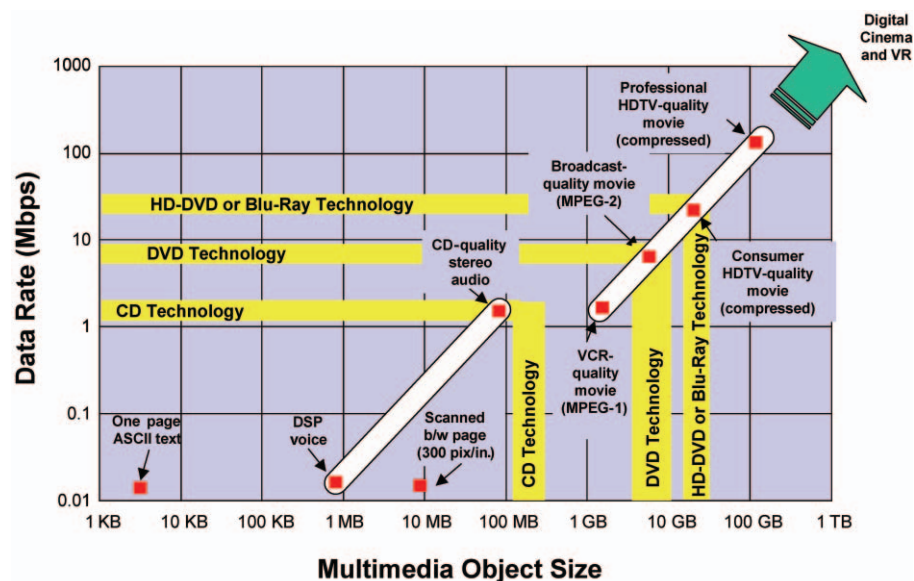 Digital
Cinema
and VR
Data Rate (Mbps)
1000
100
10
1
0.1
0.01
Professional
HDTV-quality
movie
(compressed)
Broadcast-
quality movie
(MPEG-2)
HD-DVD or Blu-Ray Technology
DVD Technology
CD-quality
stereo
audio
CD Technology
Consumer
HDTV-quality
movie
(compressed)
VCR-
quality
movie
(MPEG-1)
One page
ASCII text
DSP
voice
Scanned
b/w page
(300 pix/in.)
CD Technology
DVD Technology
HD-DVD or Blu-Ray Technology
1 KB 10 KB 100 KB 1 MB 10 MB 100 MB 1 GB 10 GB 100 GB 1 TB
Multimedia Object Size